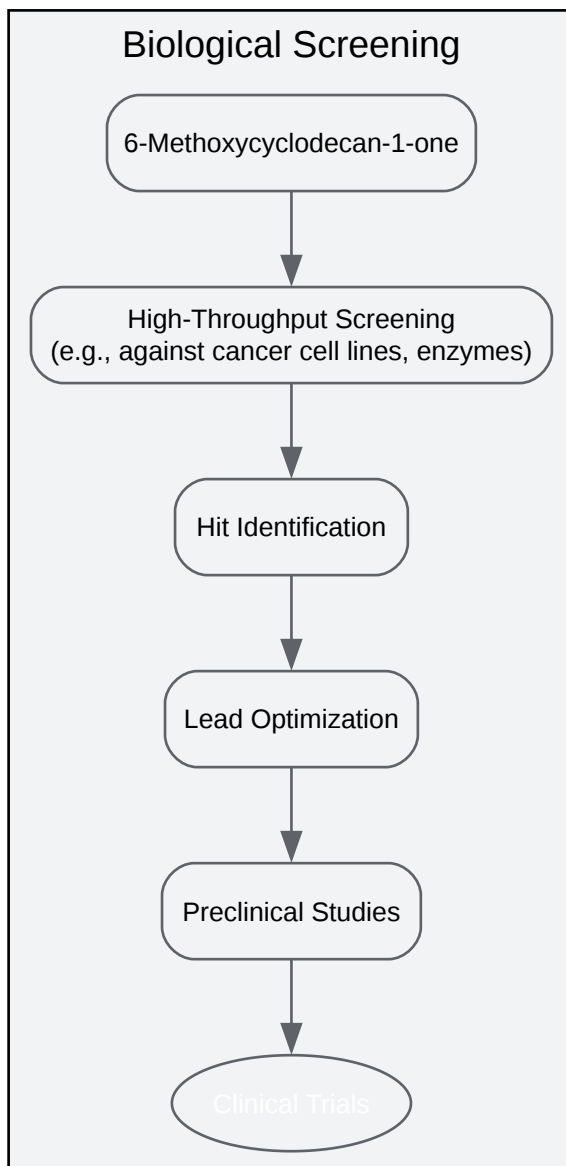 Biological Screening
6-Methoxycyclodecan-1-one
High-Throughput Screening
(e.g., against cancer cell lines, enzymes)
Hit Identification
Lead Optimization
Preclinical Studies
Clinical Trials